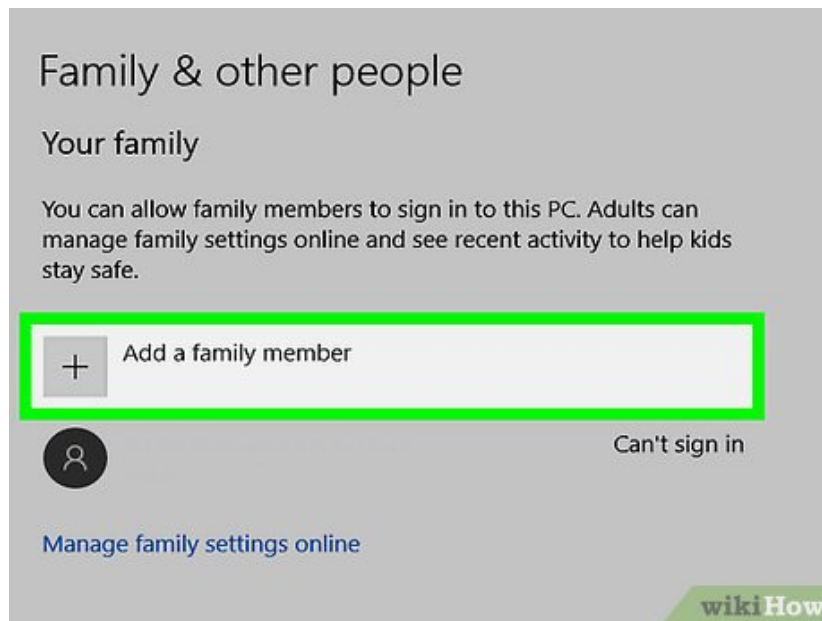 Family & other people
Your family
You can allow family members to sign in to this PC. Adults can
manage family settings online and see recent activity to help kids
stay safe.
Add a family member
Can't sign in
Manage family settings online
wikiHow